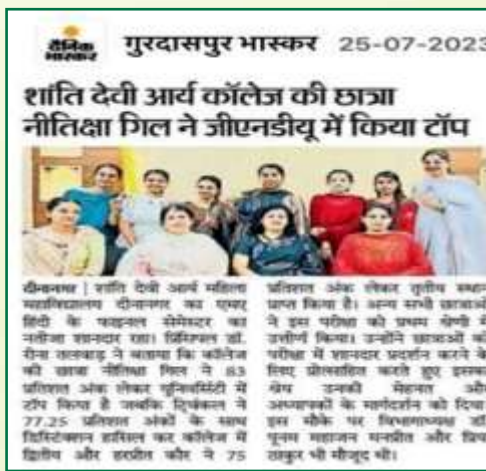 दैनिक
भास्कर
गुरदासपुर भास्कर 25-07-2023
शांति देवी आर्य कॉलेज की छात्रा
नीतिक्षा गिल ने जीएनडीयू में किया टॉप
दीनानगर | शांति देवी आर्य महिला
महाविद्यालय दीनानगर का एमए
हिंदी के फाइनल सेमेस्टर का
नतीजा शानदार रहा। प्रिंसिपल डॉ.
रीना तलवाड़ ने बताया कि कॉलेज
की छात्रा नीतिक्षा गिल ने 83
प्रतिशत अंक लेकर यूनिवर्सिटी में
टॉप किया है जबकि ट्विंकल ने
77.25 प्रतिशत अंकों के साथ
डिस्टिंक्शन हासिल कर कॉलेज में
द्वितीय और हरप्रीत कौर ने 75
प्रतिशत अंक लेकर तृतीय स्थान
प्राप्त किया है। अन्य सभी छात्राओं
ने इस परीक्षा को प्रथम श्रेणी में
उत्तीर्ण किया। उन्होंने छात्राओं को
परीक्षा में शानदार प्रदर्शन करने के
लिए प्रोत्साहित करते हुए इसका
श्रेय उनकी मेहनत और
अध्यापकों के मार्गदर्शन को दिया।
इस मौके पर विभागाध्यक्ष डॉ.
पूनम महाजन मनप्रीत और प्रिया
ठाकुर भी मौजूद थी।